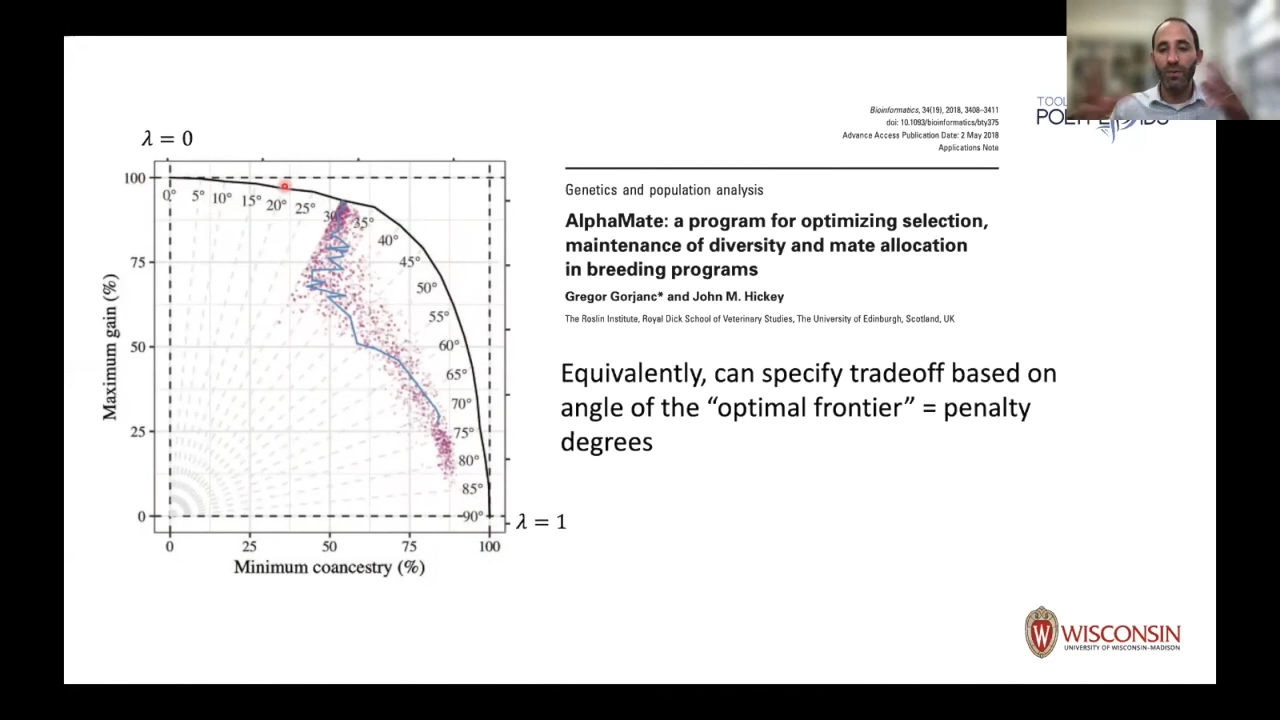 λ = 0
100
75
50
25
0
Maximum gain (%)
0° 5° 10° 15° 20° 25° 35°
40°
45°
50°
55°
60°
65°
70°
75°
80°
85°
90°
0 25 50 75 100
Minimum coancestry (%)
λ = 1
Bioinformatics, 34(19), 2018, 3408–3411
doi: 10.1093/bioinformatics/bty375
Advance Access Publication Date: 2 May 2018
Applications Note
Genetics and population analysis
AlphaMate: a program for optimizing selection,
maintenance of diversity and mate allocation
in breeding programs
Gregor Gorjanc* and John M. Hickey
The Roslin Institute, Royal Dick School of Veterinary Studies, The University of Edinburgh, Scotland, UK
Equivalently, can specify tradeoff based on
angle of the “optimal frontier” = penalty
degrees
W
WISCONSIN
UNIVERSITY OF WISCONSIN–MADISON